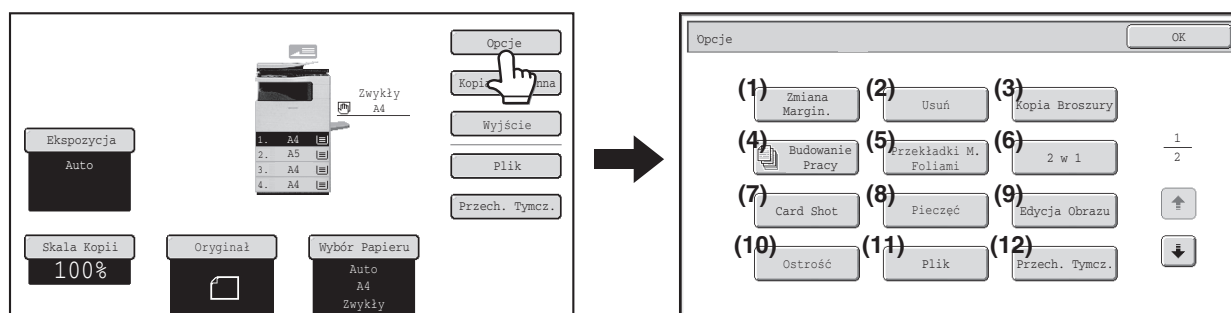 Opcje
Kopia
nna
Wyjście
Plik
Przech. Tymcz.
Zwykły
A4
Ekspozycja
Auto
1. A4
2. A5
3. A4
4. A4
Skala Kopii
100%
Oryginał
Wybór Papieru
Auto
A4
Zwykły
Opcje
OK
(1) Zmiana
Margin.
(2) Usuń
(3) Kopia Broszury
(4) Budowanie
Pracy
(5) Przekładki M.
Foliami
(6) 2 w 1
(7) Card Shot
(8) Pieczęć
(9) Edycja Obrazu
(10) Ostrość
(11) Plik
(12) Przech. Tymcz.
1
2